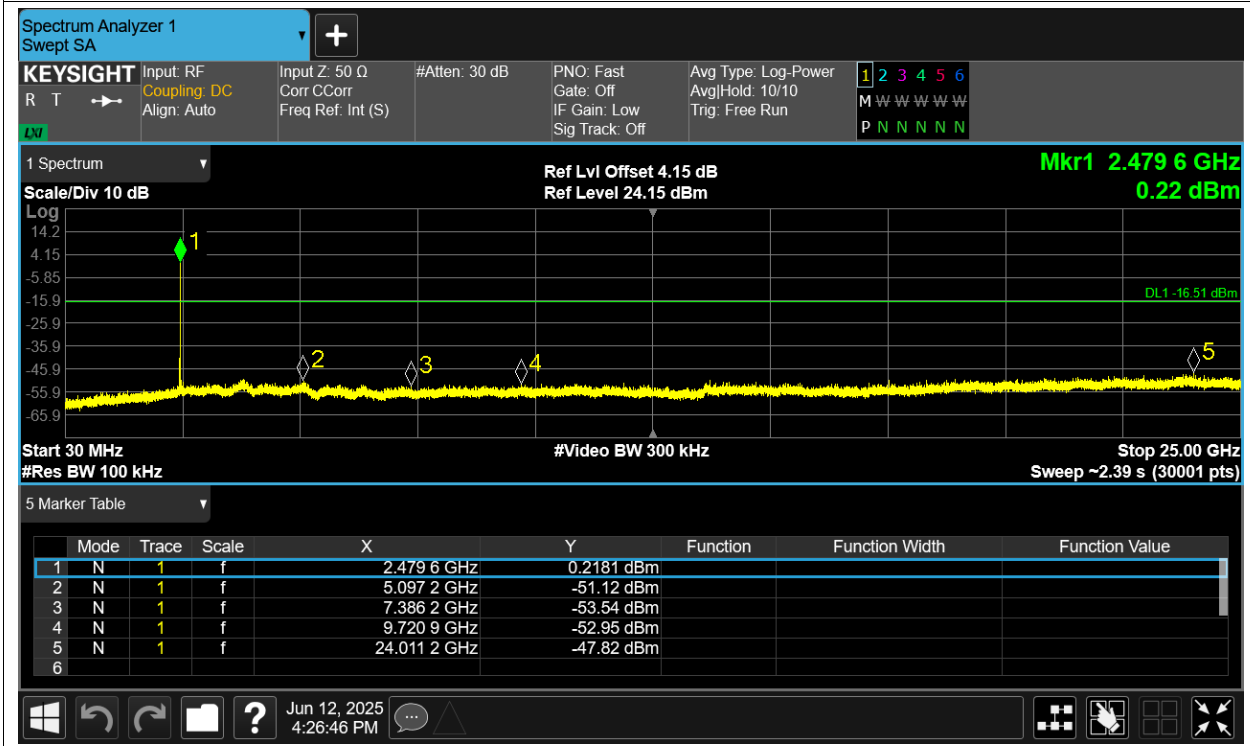 Spectrum Analyzer 1
Swept SA
+
KEYSIGHT
R T
LXI
Input: RF
Coupling: DC
Align: Auto
Input Z: 50 Ω
Corr CCorr
Freq Ref: Int (S)
#Atten: 30 dB
PNO: Fast
Gate: Off
IF Gain: Low
Sig Track: Off
Avg Type: Log-Power
Avg|Hold: 10/10
Trig: Free Run
1 2 3 4 5 6
M W W W W W
P N N N N N
1 Spectrum
Scale/Div 10 dB
Ref Lvl Offset 4.15 dB
Ref Level 24.15 dBm
Mkr1 2.479 6 GHz
0.22 dBm
Log
14.2
4.15
-5.85
-15.9
-25.9
-35.9
-45.9
-55.9
-65.9
1
2
3
4
5
DL1 -16.51 dBm
Start 30 MHz
#Res BW 100 kHz
#Video BW 300 kHz
Stop 25.00 GHz
Sweep ~2.39 s (30001 pts)
5 Marker Table
Mode Trace Scale X Y Function Function Width Function Value
1 N 1 f 2.479 6 GHz 0.2181 dBm
2 N 1 f 5.097 2 GHz -51.12 dBm
3 N 1 f 7.386 2 GHz -53.54 dBm
4 N 1 f 9.720 9 GHz -52.95 dBm
5 N 1 f 24.011 2 GHz -47.82 dBm
6
?
Jun 12, 2025
4:26:46 PM